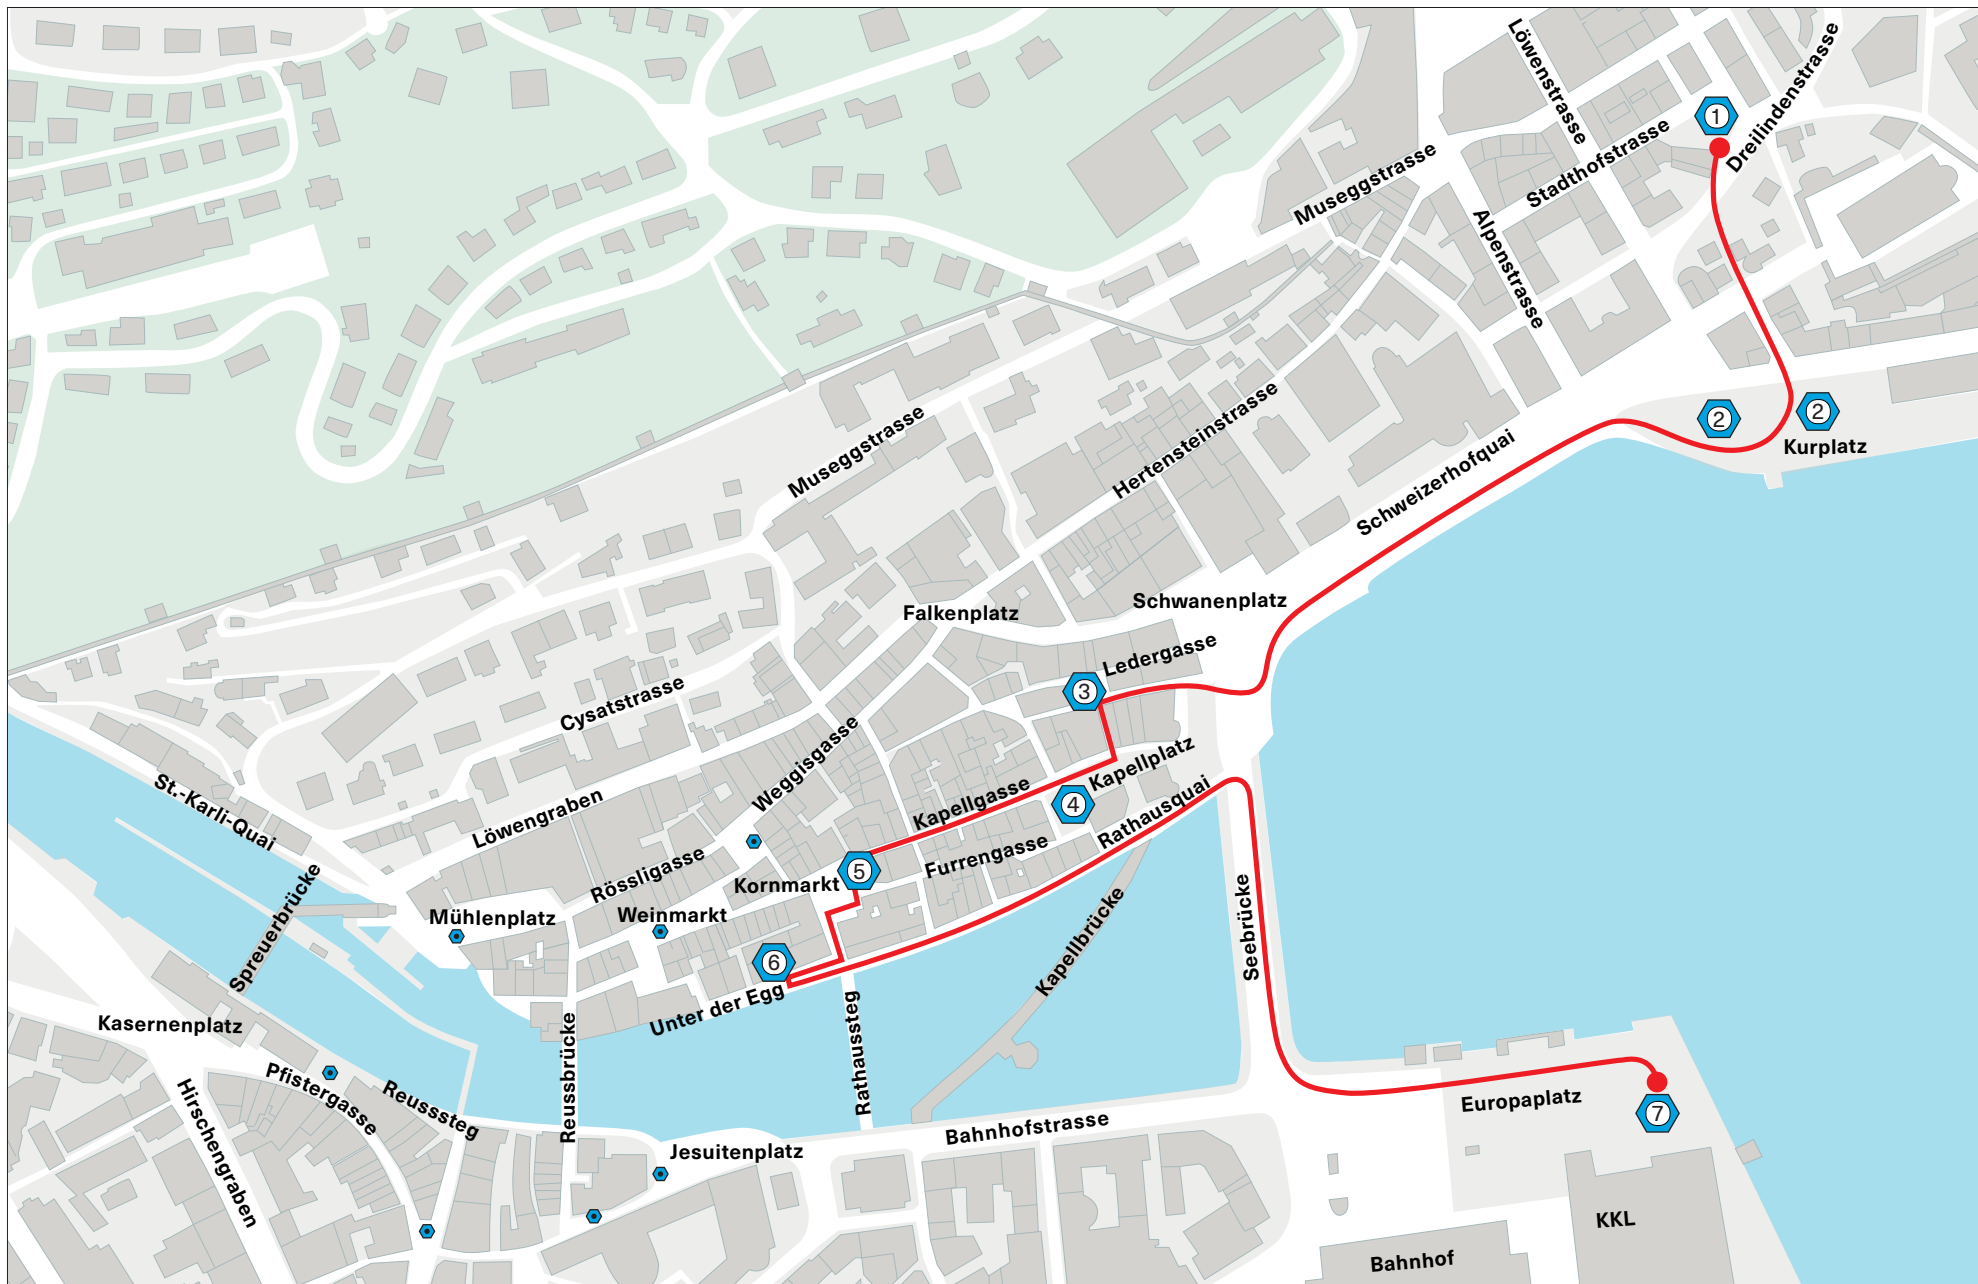 Löwenstrasse
Dreilindenstrasse
1
Stadthofstrasse
Museggstrasse
Alpenstrasse
2
2
Kurplatz
Museggstrasse
Hertensteinstrasse
Schweizerhofquai
Falkenplatz
Schwanenplatz
Ledergasse
3
Cysatstrasse
Weggisgasse
Kapellplatz
4
St.-Karli-Quai
Löwengraben
Kapellgasse
Rathausquai
Furrengasse
5
Rössligasse
Kornmarkt
Spreuerbrücke
Mühlenplatz
Weinmarkt
6
Kapellbrücke
Seebrücke
Unter der Egg
Kasernenplatz
Rathaussteg
Reussbrücke
Pfistergasse
Reusssteg
Hirschengraben
Europaplatz
7
Bahnhofstrasse
Jesuitenplatz
KKL
Bahnhof